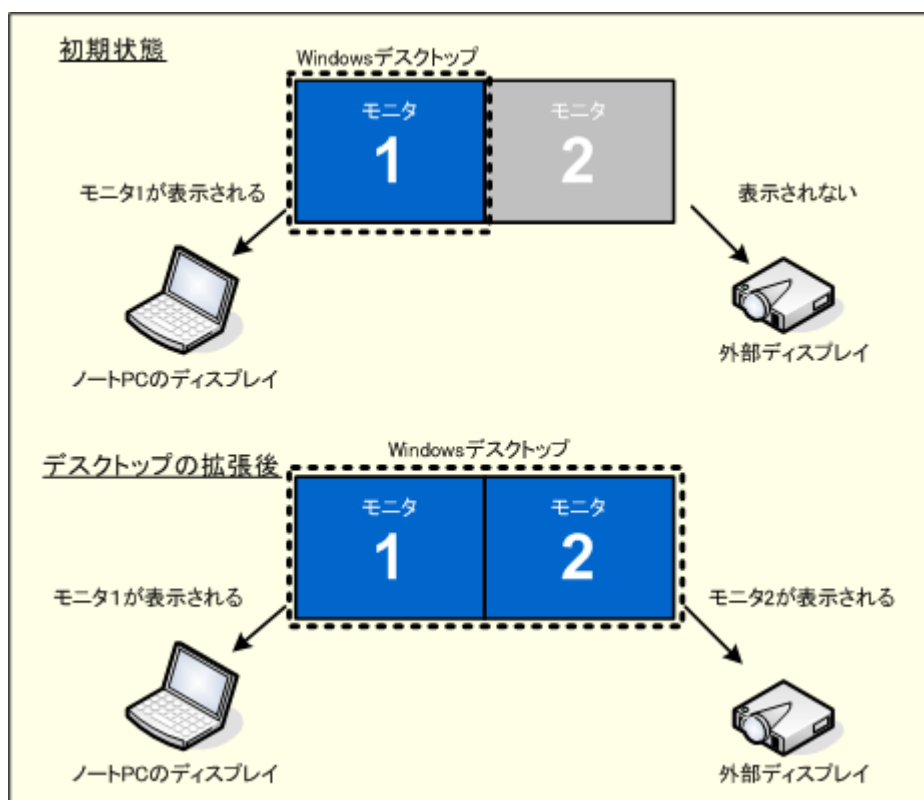 初期状態
Windowsデスクトップ
モニタ
1
モニタ
2
モニタ1が表示される
表示されない
ノートPCのディスプレイ
外部ディスプレイ
デスクトップの拡張後
Windowsデスクトップ
モニタ
1
モニタ
2
モニタ1が表示される
モニタ2が表示される
ノートPCのディスプレイ
外部ディスプレイ